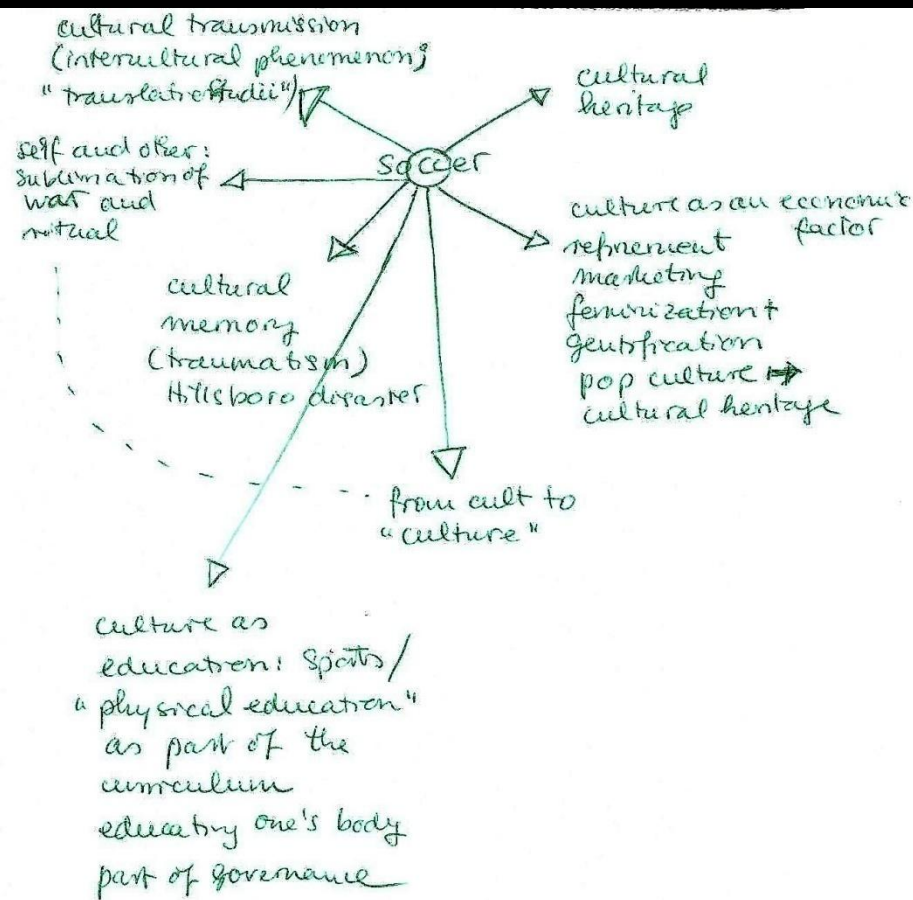 cultural transmission
(intercultural phenomenon;
"translatio studii")
cultural
heritage
soccer
self and other:
sublimation of
war and
ritual
culture as an economic
factor
refinement
marketing
feminization +
gentrification
pop culture →
cultural heritage
cultural
memory
(traumatism)
Hillsboro disaster
from cult to
"culture"
culture as
education: sports/
"physical education"
as part of the
curriculum
educating one's body
part of governance